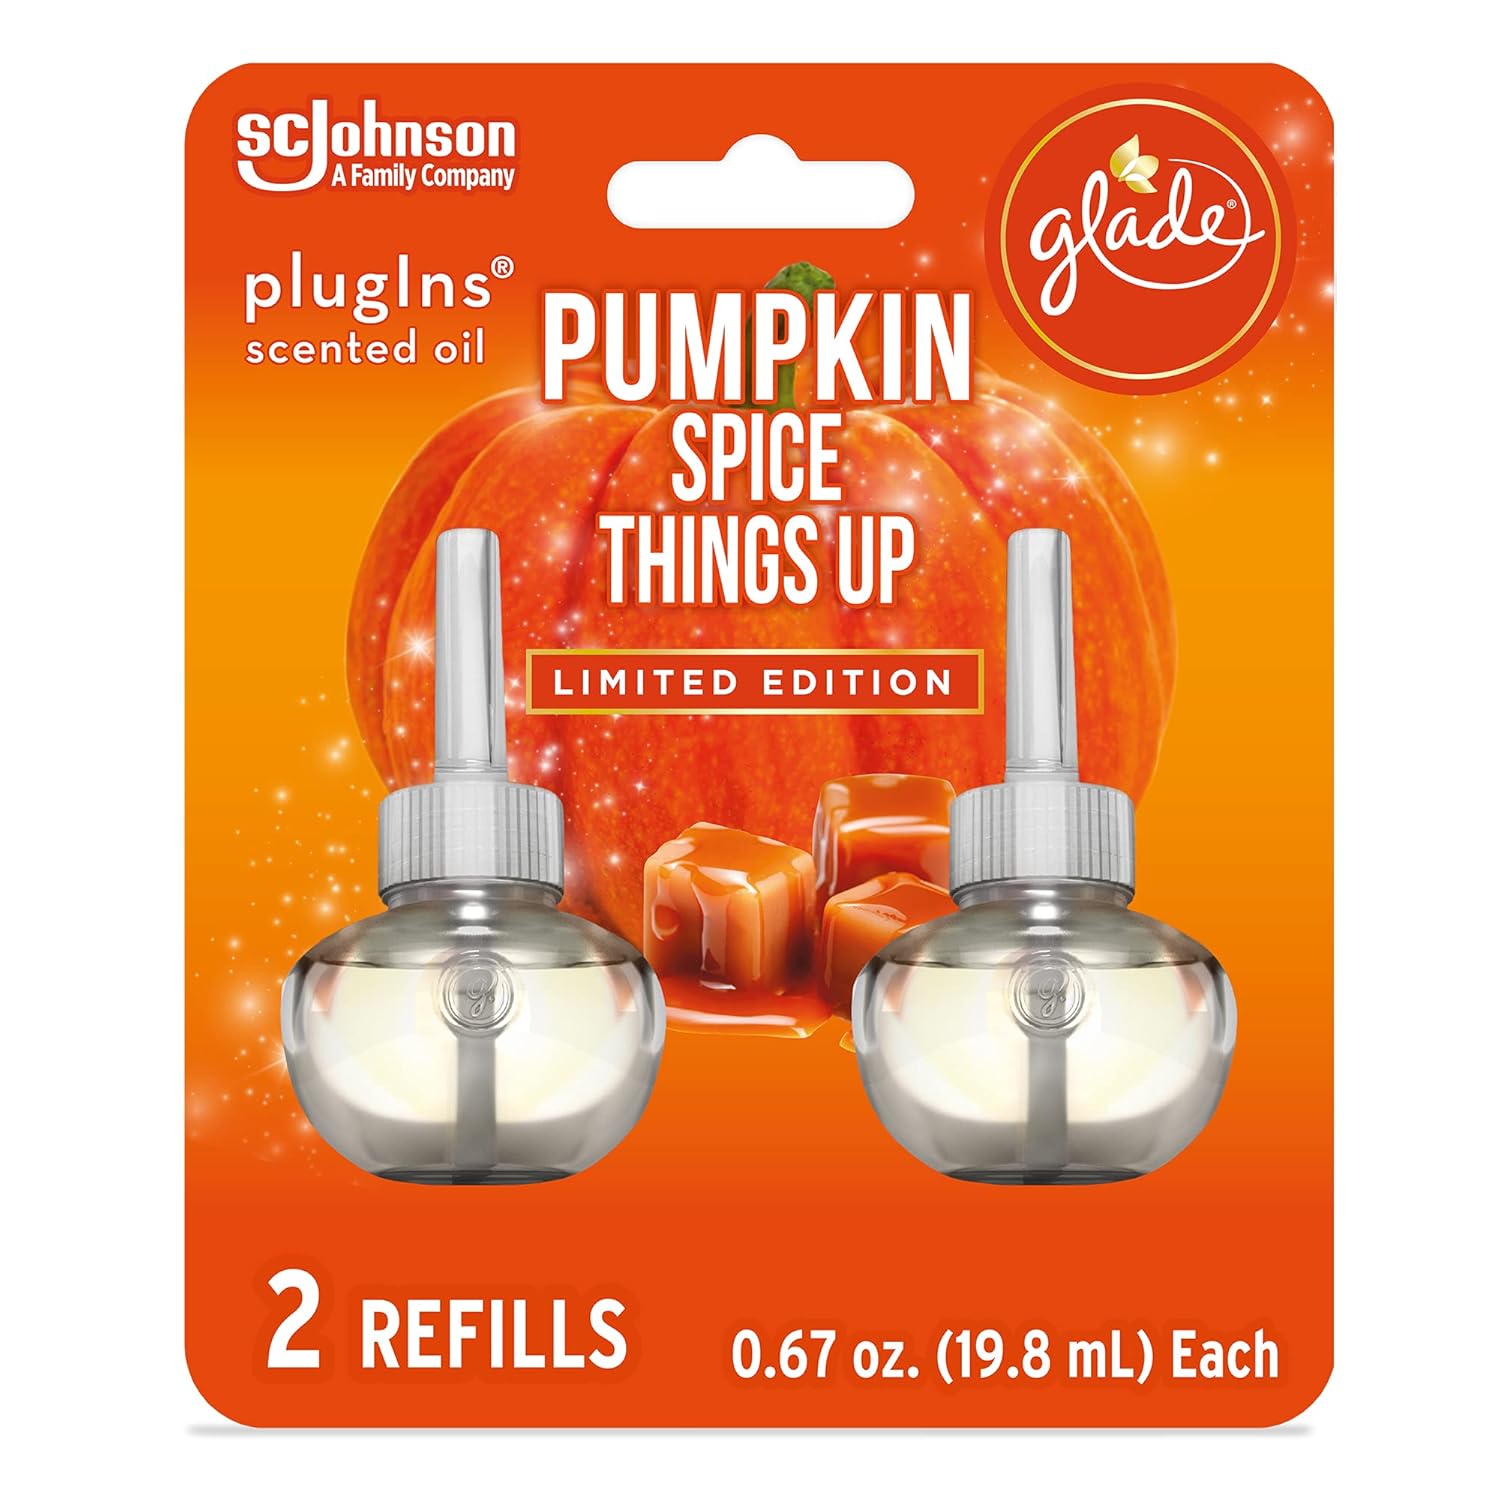 SC Johnson
A Family Company
glade®
plugIns®
scented oil
PUMPKIN
SPICE
THINGS UP
LIMITED EDITION
g.
g.
2 REFILLS
0.67 oz. (19.8 mL) Each